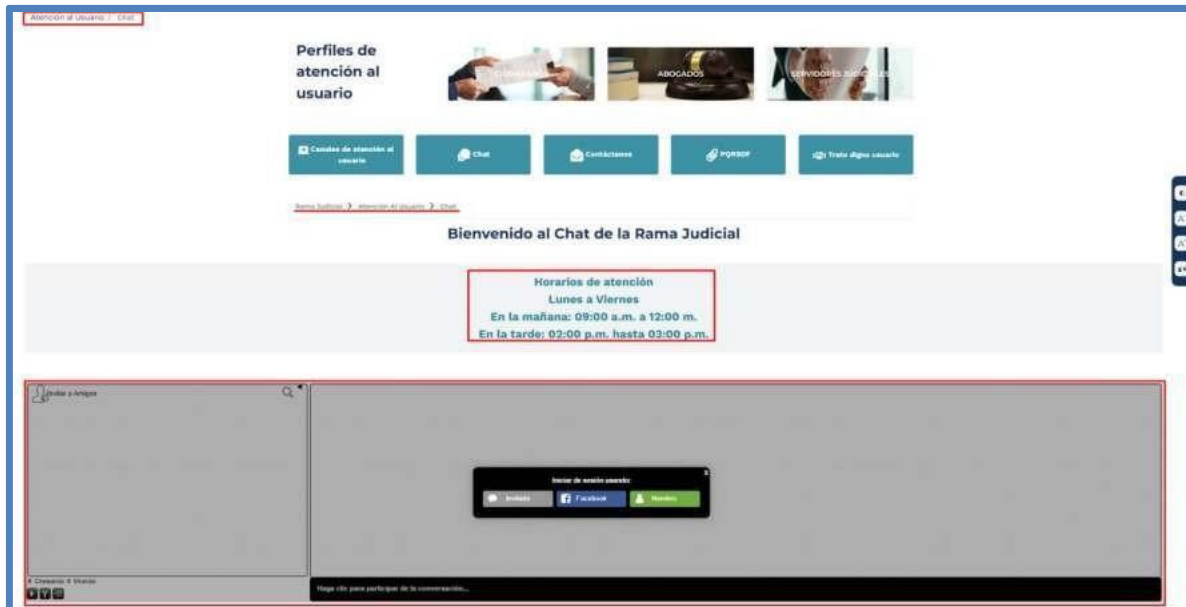 Atención al Usuario / Chat
Perfiles de
atención al
usuario
ABOGADOS
SERVIDORES JUDICIALES
Canales de atención al
usuario
Chat
Contáctanos
PQRSDF
Trato digno usuario
Rama Judicial > Atención Al Usuario > Chat
Bienvenido al Chat de la Rama Judicial
Horarios de atención
Lunes a Viernes
En la mañana: 09:00 a.m. a 12:00 m.
En la tarde: 02:00 p.m. hasta 03:00 p.m.
Invitar a Amigos
Iniciar de sesión usando:
x
Invitado
Facebook
Nombre
Haga clic para participar de la conversación...